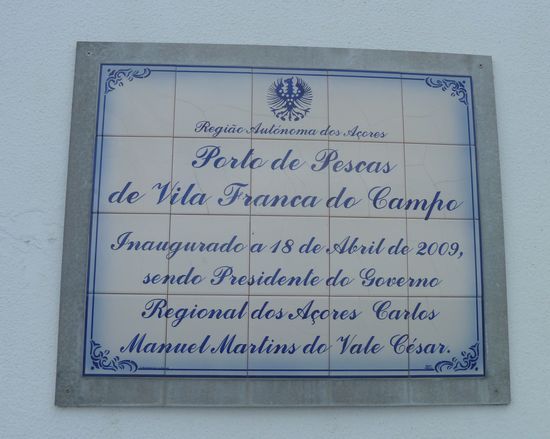 Região Autónoma dos Açores
Porto de Pescas
de Vila Franca do Campo
Inaugurado a 18 de Abril de 2009,
sendo Presidente do Governo
Regional dos Açores Carlos
Manuel Martins do Vale César.